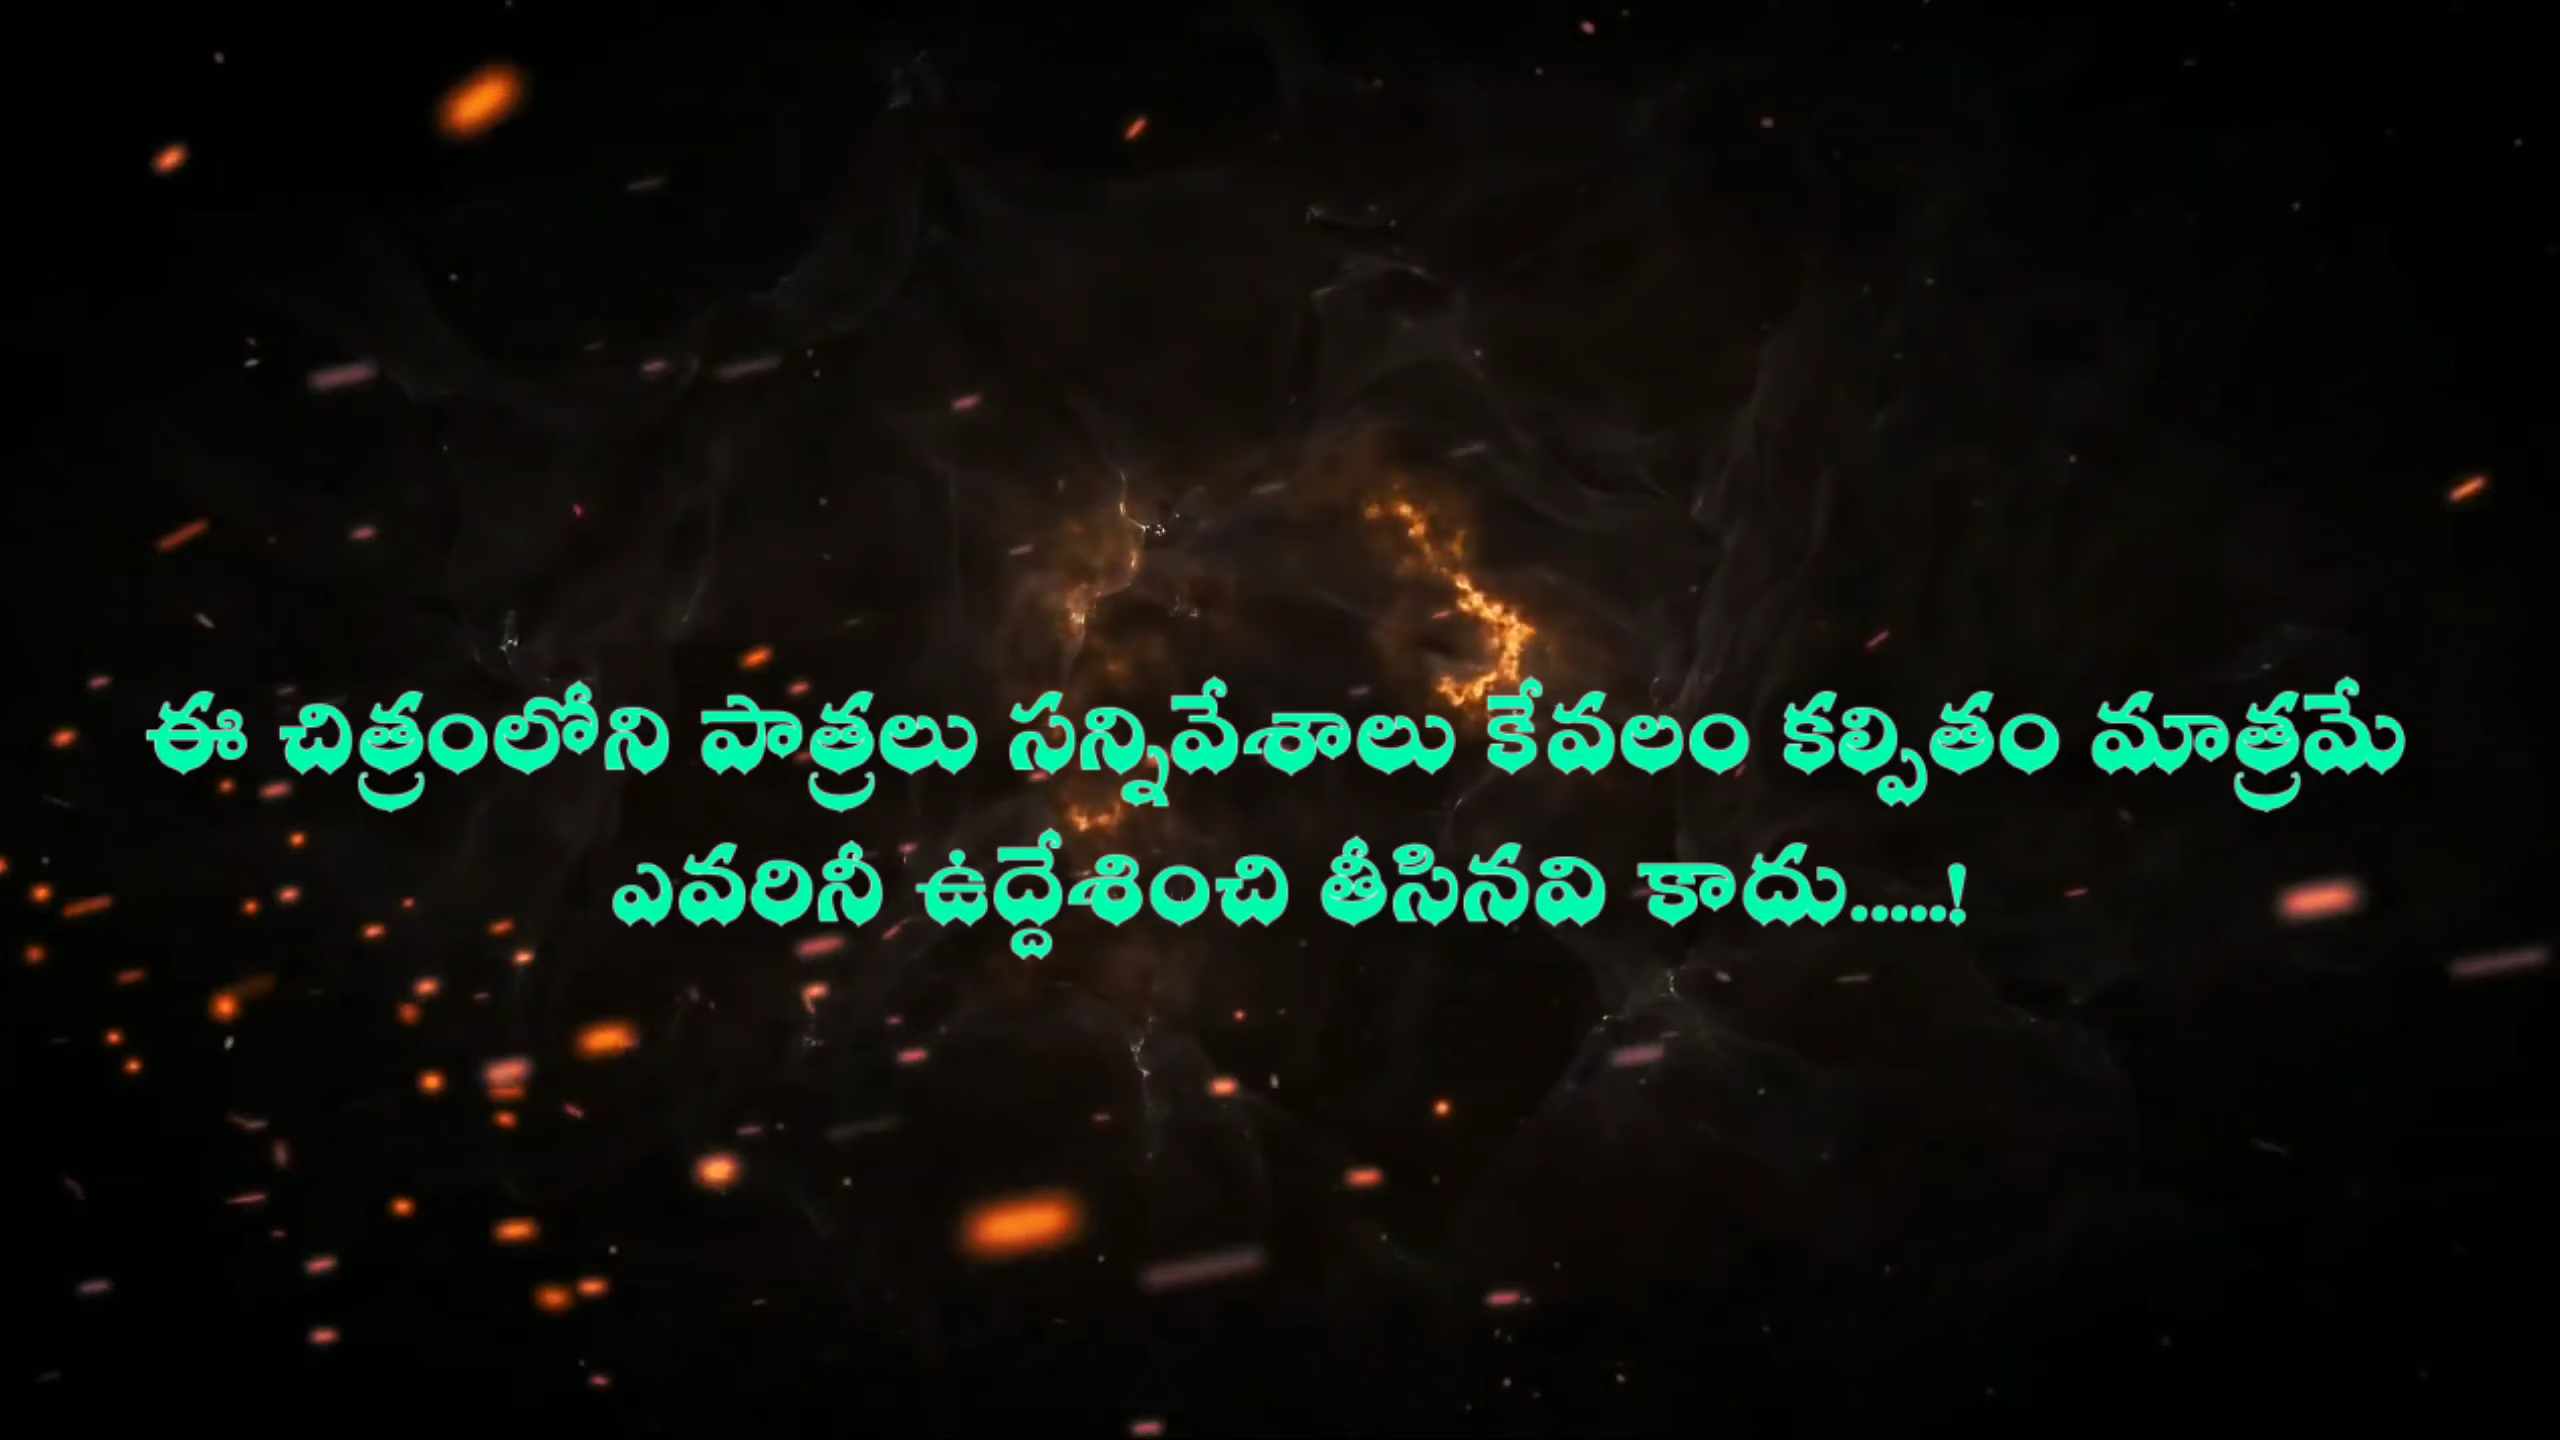 ఈ చిత్రంలోని పాత్రలు సన్నివేశాలు కేవలం కల్పితం మాత్రమే
ఎవరినీ ఉద్దేశించి తీసినవి కాదు.....!